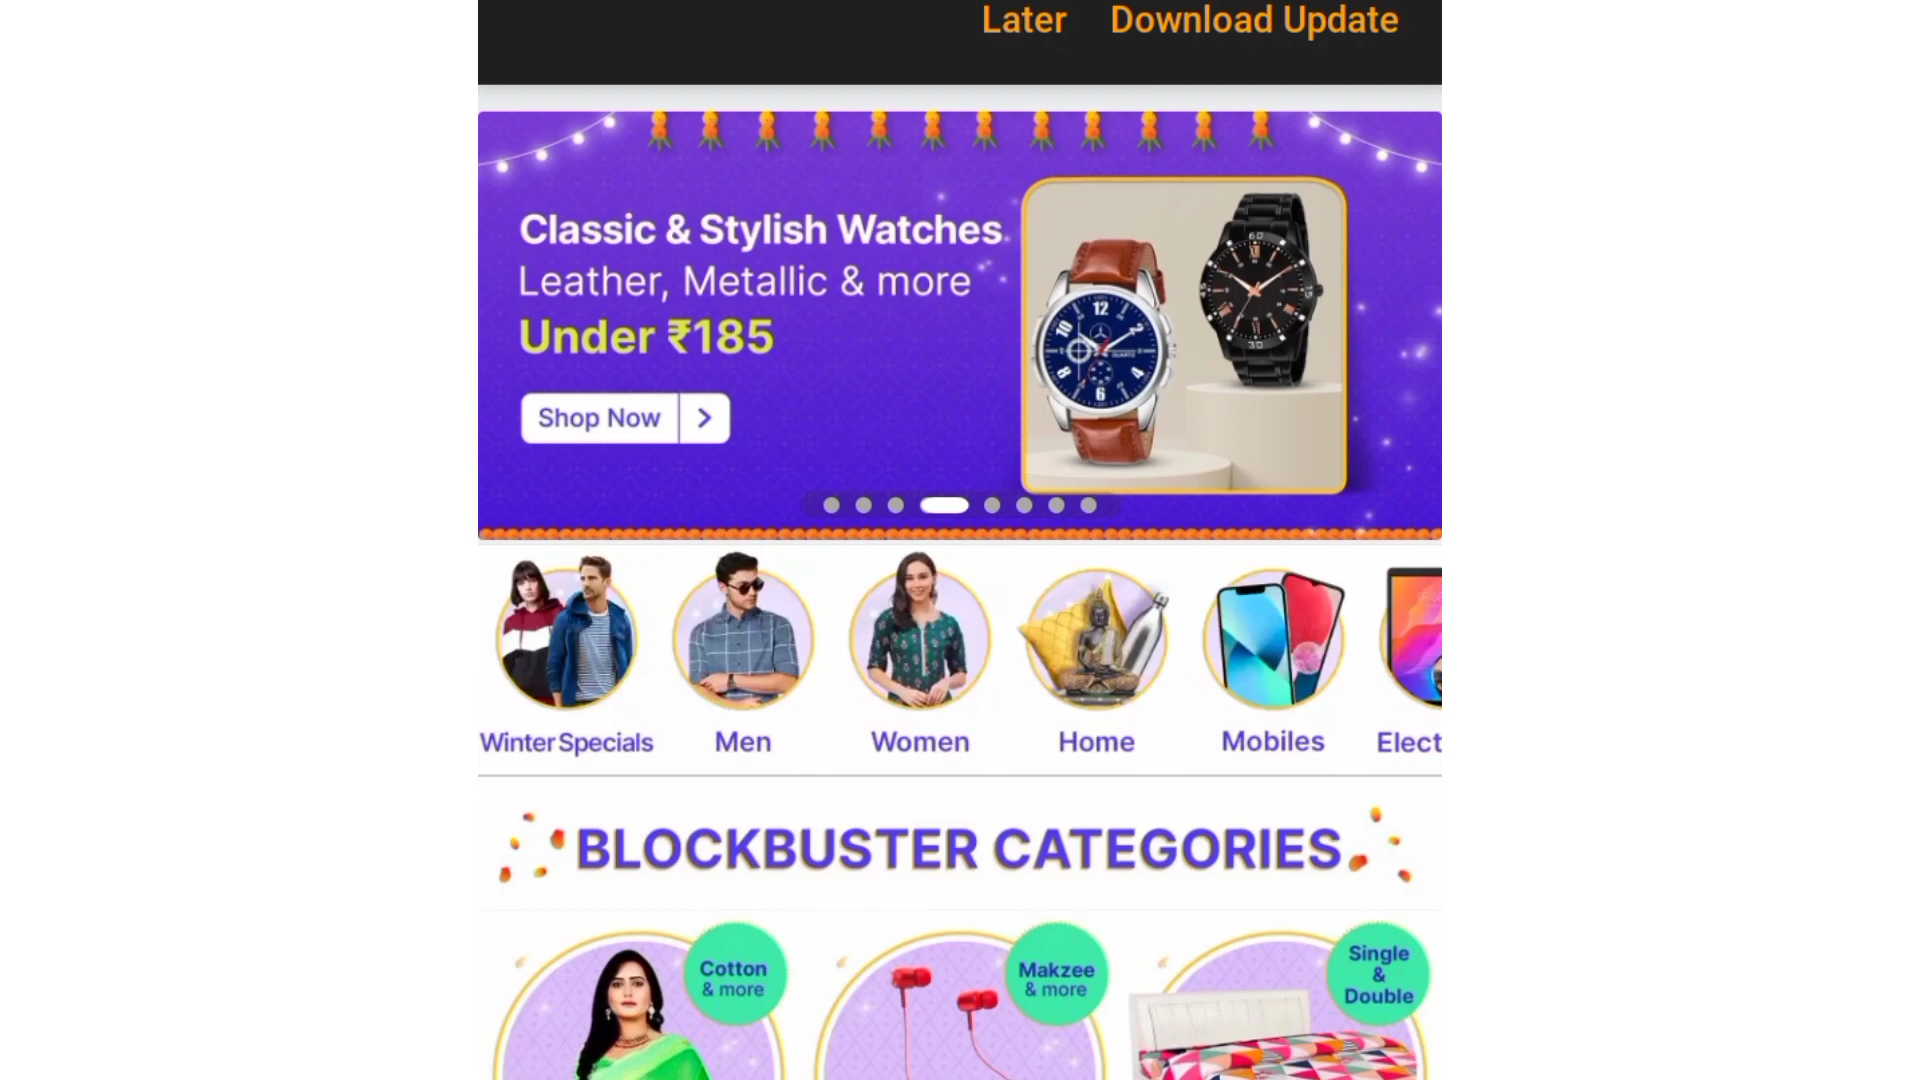 Later Download Update
Classic & Stylish Watches
Leather, Metallic & more
Under ₹185
Shop Now
Winter Specials
Men
Women
Home
Mobiles
Elect
BLOCKBUSTER CATEGORIES
Cotton
& more
Makzee
& more
Single
&
Double